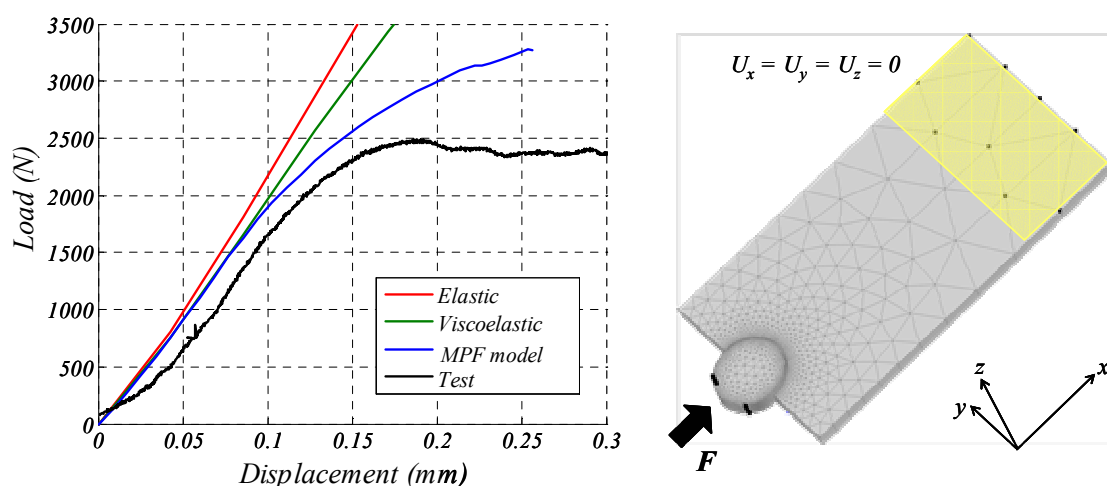 3500
3000
2500
2000
1500
1000
500
0
0
0.05
0.1
0.15
0.2
0.25
0.3
Load (N)
Displacement (mm)
Elastic
Viscoelastic
MPF model
Test
Ux = Uy = Uz = 0
F
z
y
x